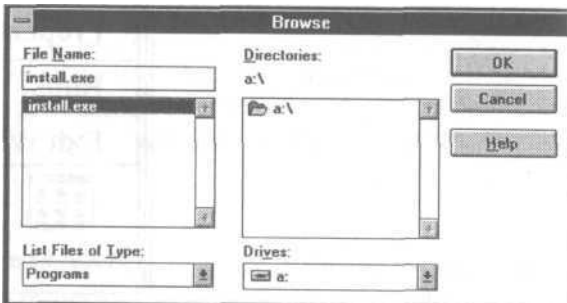 Browse
File Name:
install.exe
install.exe
List Files of Type:
Programs
Directories:
a:\
a:\
Drives:
a:
OK
Cancel
Help